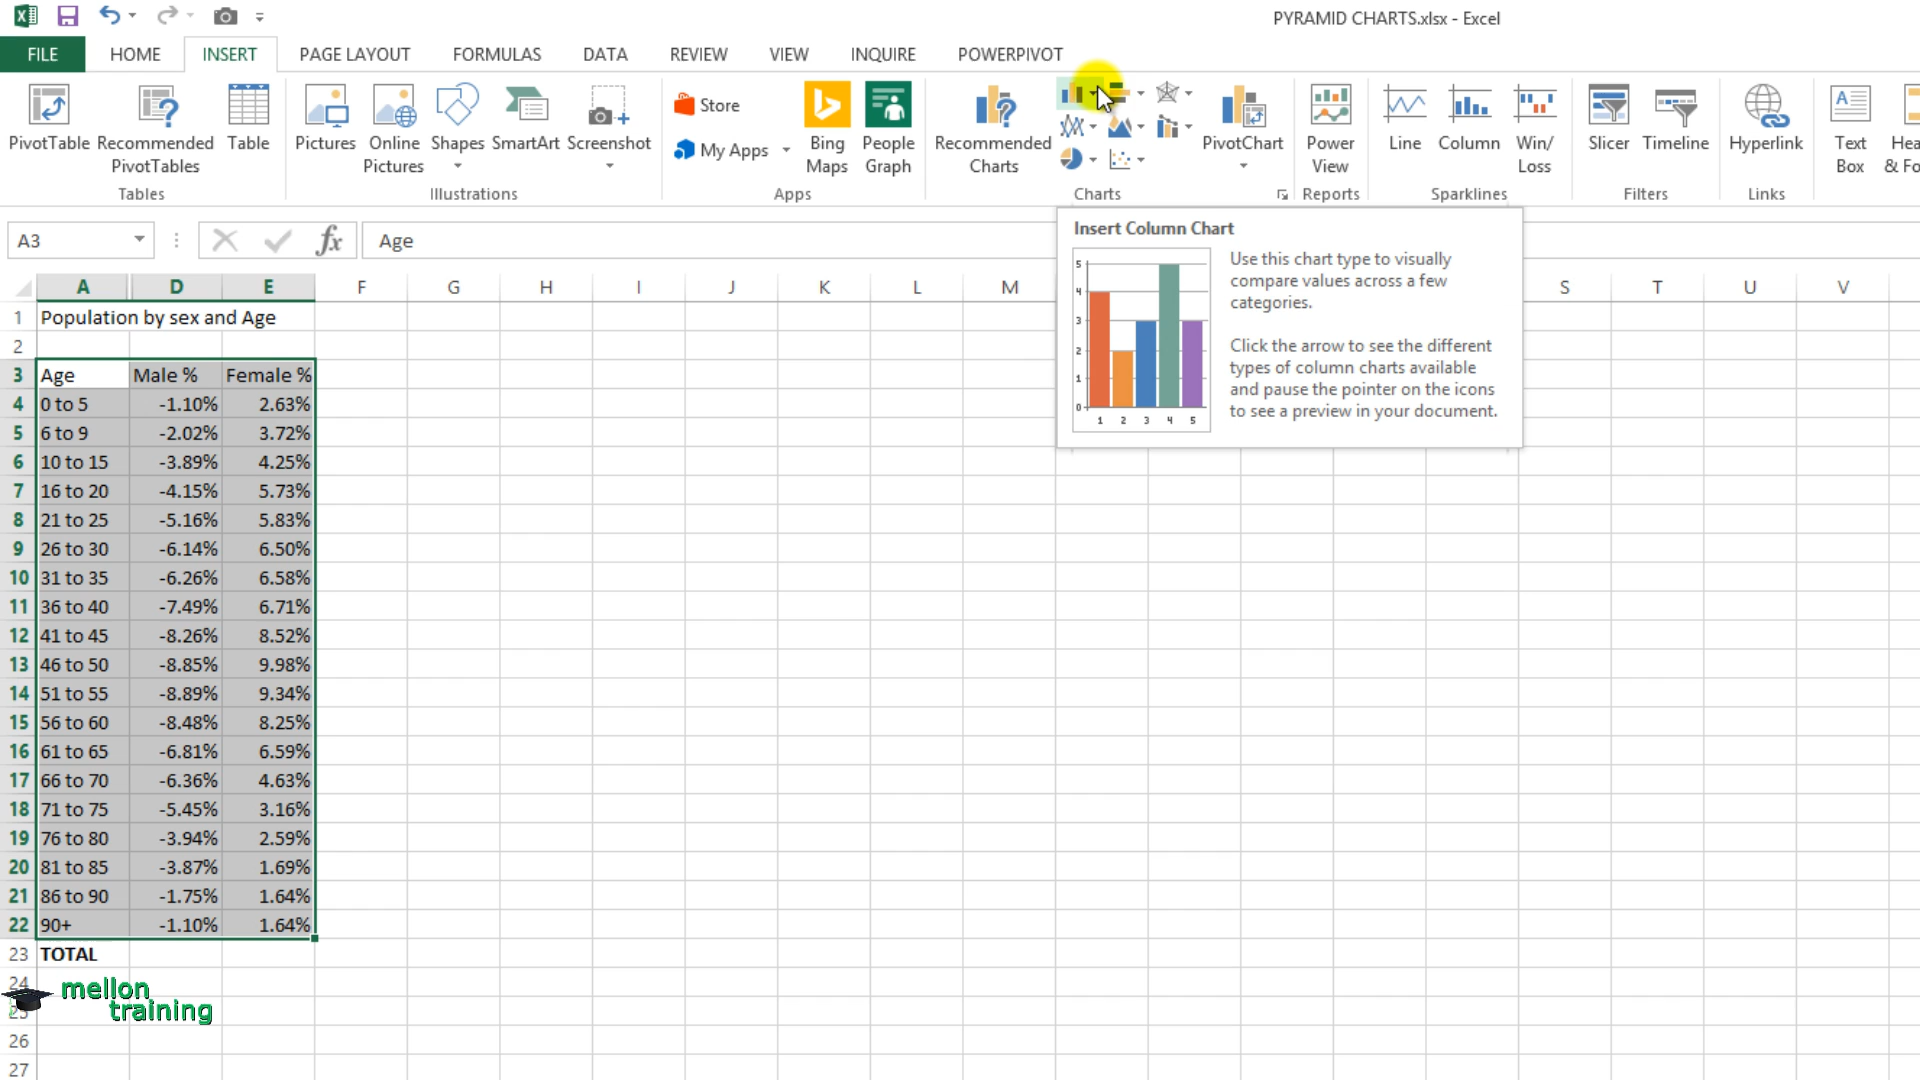 PYRAMID CHARTS.xlsx - Excel
FILE HOME INSERT PAGE LAYOUT FORMULAS DATA REVIEW VIEW INQUIRE POWERPIVOT
PivotTable Recommended PivotTables Table Pictures Online Pictures Shapes SmartArt Screenshot
Store
My Apps
Bing Maps People Graph Recommended Charts PivotChart Power View Line Column Win/Loss Slicer Timeline Hyperlink Text Box
Tables Illustrations Apps Charts Reports Sparklines Filters Links
A3 fx Age
Insert Column Chart
5
4
3
2
1
0
1 2 3 4 5
Use this chart type to visually
compare values across a few
categories.
Click the arrow to see the different
types of column charts available
and pause the pointer on the icons
to see a preview in your document.
A D E F G H I J K L M S T U V
1 Population by sex and Age
2
3 Age Male % Female %
4 0 to 5 -1.10% 2.63%
5 6 to 9 -2.02% 3.72%
6 10 to 15 -3.89% 4.25%
7 16 to 20 -4.15% 5.73%
8 21 to 25 -5.16% 5.83%
9 26 to 30 -6.14% 6.50%
10 31 to 35 -6.26% 6.58%
11 36 to 40 -7.49% 6.71%
12 41 to 45 -8.26% 8.52%
13 46 to 50 -8.85% 9.98%
14 51 to 55 -8.89% 9.34%
15 56 to 60 -8.48% 8.25%
16 61 to 65 -6.81% 6.59%
17 66 to 70 -6.36% 4.63%
18 71 to 75 -5.45% 3.16%
19 76 to 80 -3.94% 2.59%
20 81 to 85 -3.87% 1.69%
21 86 to 90 -1.75% 1.64%
22 90+ -1.10% 1.64%
23 TOTAL
24
mellon
training
26
27